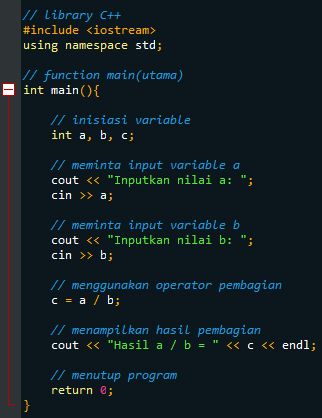 // library C++
#include <iostream>
using namespace std;
// function main(utama)
int main(){
// inisiasi variable
int a, b, c;
// meminta input variable a
cout << "Inputkan nilai a: ";
cin >> a;
// meminta input variable b
cout << "Inputkan nilai b: ";
cin >> b;
// menggunakan operator pembagian
c = a / b;
// menampilkan hasil pembagian
cout << "Hasil a / b = " << c << endl;
// menutup program
return 0;
}